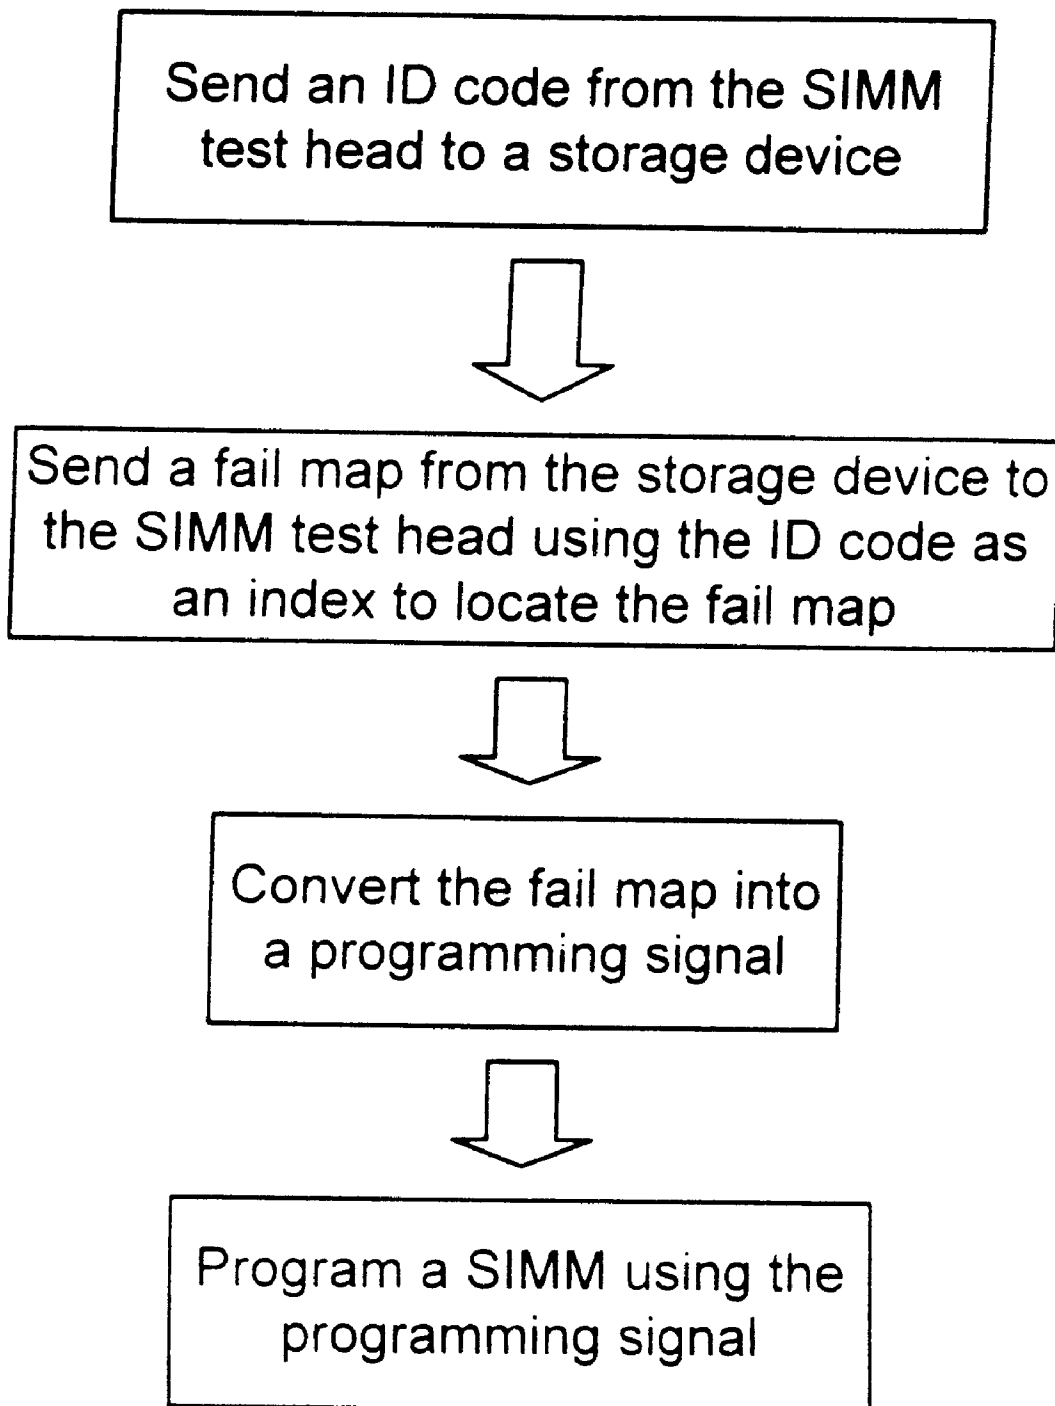 Send an ID code from the SIMM
test head to a storage device
Send a fail map from the storage device to
the SIMM test head using the ID code as
an index to locate the fail map
Convert the fail map into
a programming signal
Program a SIMM using the
programming signal